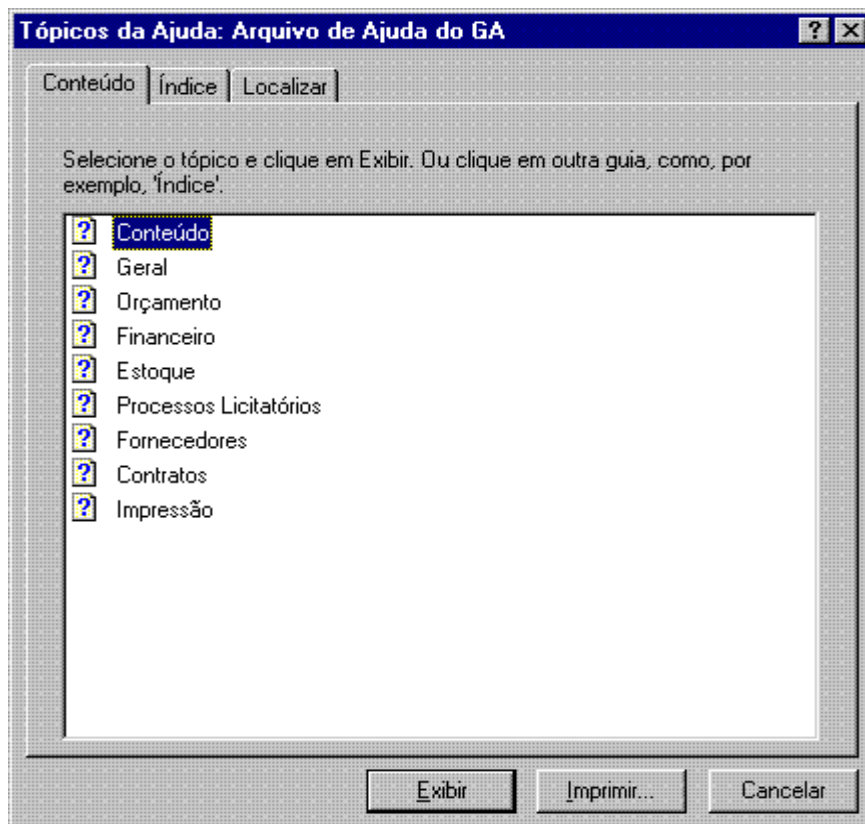 Tópicos da Ajuda: Arquivo de Ajuda do GA
Conteúdo Índice Localizar
Selecione o tópico e clique em Exibir. Ou clique em outra guia, como, por
exemplo, 'Índice'.
Conteúdo
Geral
Orçamento
Financeiro
Estoque
Processos Licitatórios
Fornecedores
Contratos
Impressão
Exibir Imprimir... Cancelar